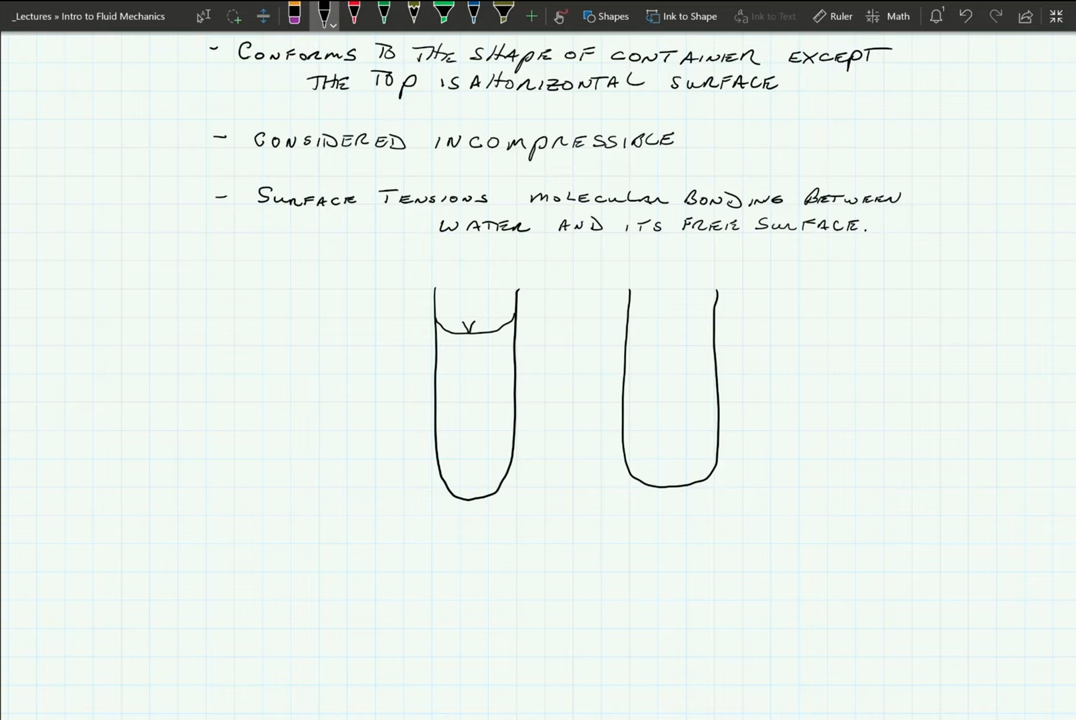 _Lectures » Intro to Fluid Mechanics
Shapes
Ink to Shape
Ink to Text
Ruler
Math
- CONFORMS TO THE SHAPE OF CONTAINER EXCEPT
THE TOP IS A HORIZONTAL SURFACE
- CONSIDERED INCOMPRESSIBLE
- SURFACE TENSIONS MOLECULAR BONDING BETWEEN
WATER AND ITS FREE SURFACE.